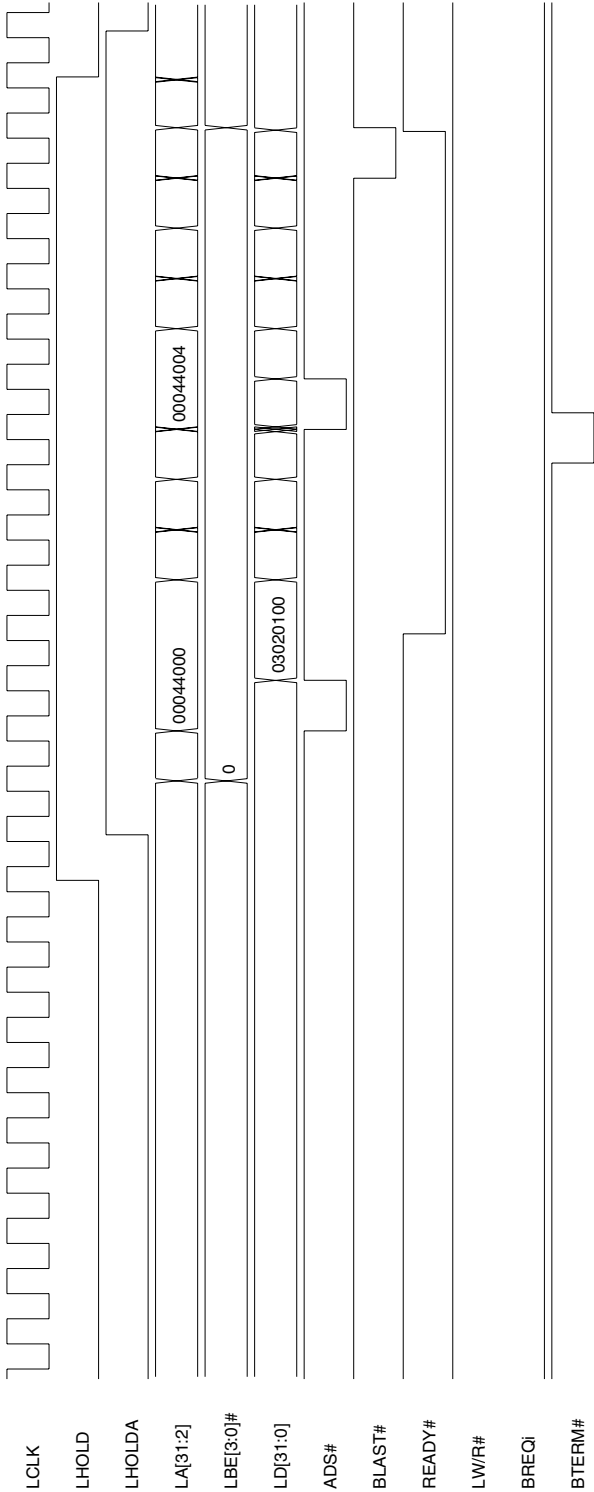 LCLK
LHOLD
LHOLDA
LA[31:2]
00044000
00044004
LBE[3:0]#
0
LD[31:0]
03020100
ADS#
BLAST#
READY#
LW/R#
BREQi
BTERM#